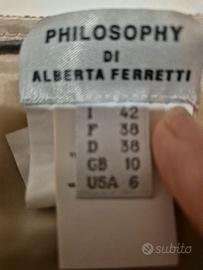 PHILOSOPHY
DI
ALBERTA FERRETTI
I 42
F 38
D 38
GB 10
USA 6
subito